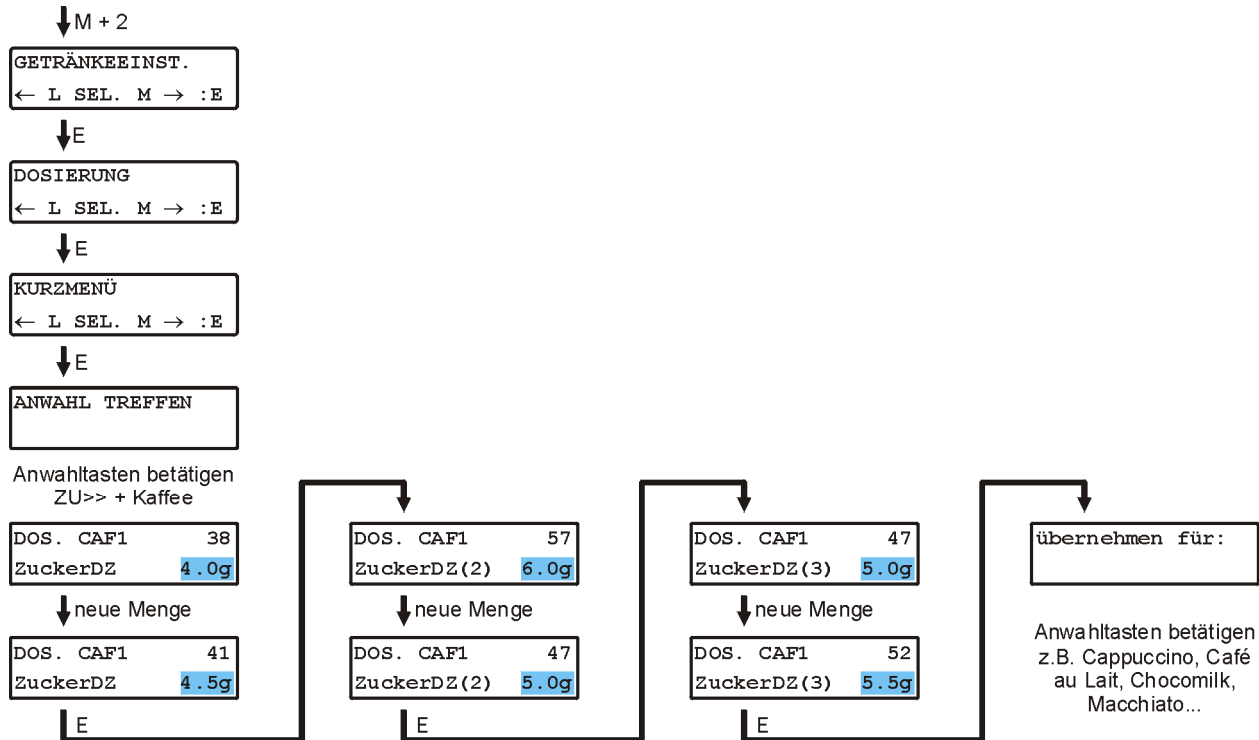 M + 2
GETRÄNKEEINST.
← L SEL. M → :E
E
DOSIERUNG
← L SEL. M → :E
E
KURZMENÜ
← L SEL. M → :E
E
ANWAHL TREFFEN
Anwahltasten betätigen
ZU>> + Kaffee
DOS. CAF1 38
ZuckerDZ 4.0g
neue Menge
DOS. CAF1 41
ZuckerDZ 4.5g
E
DOS. CAF1 57
ZuckerDZ(2) 6.0g
neue Menge
DOS. CAF1 47
ZuckerDZ(2) 5.0g
E
DOS. CAF1 47
ZuckerDZ(3) 5.0g
neue Menge
DOS. CAF1 52
ZuckerDZ(3) 5.5g
E
übernehmen für:
Anwahltasten betätigen
z.B. Cappuccino, Café
au Lait, Chocomilk,
Macchiato...